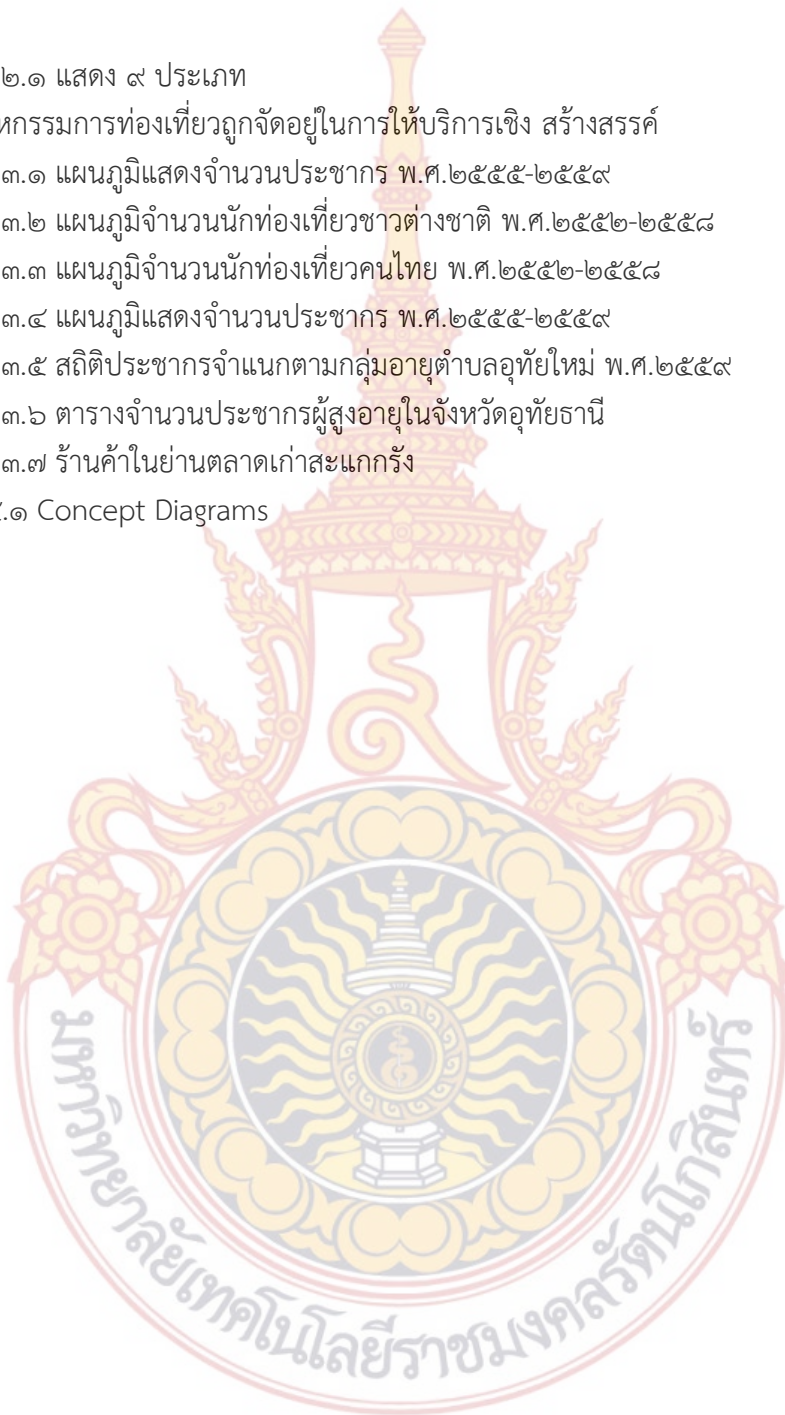 ๒.๑ แสดง ๙ ประเภท
หกรรมการท่องเที่ยวถูกจัดอยู่ในการให้บริการเชิง สร้างสรรค์
๓.๑ แผนภูมิแสดงจำนวนประชากร พ.ศ.๒๕๕๕-๒๕๕๙
๓.๒ แผนภูมิจำนวนนักท่องเที่ยวชาวต่างชาติ พ.ศ.๒๕๕๒-๒๕๕๘
๓.๓ แผนภูมิจำนวนนักท่องเที่ยวคนไทย พ.ศ.๒๕๕๒-๒๕๕๘
๓.๔ แผนภูมิแสดงจำนวนประชากร พ.ศ.๒๕๕๕-๒๕๕๙
๓.๕ สถิติประชากรจำแนกตามกลุ่มอายุตำบลอุทัยใหม่ พ.ศ.๒๕๕๙
๓.๖ ตารางจำนวนประชากรผู้สูงอายุในจังหวัดอุทัยธานี
๓.๗ ร้านค้าในย่านตลาดเก่าสะแกกรัง
.๑ Concept Diagrams
มหาวิทยาลัยเทคโนโลยีราชมงคลรัตนโกสินทร์